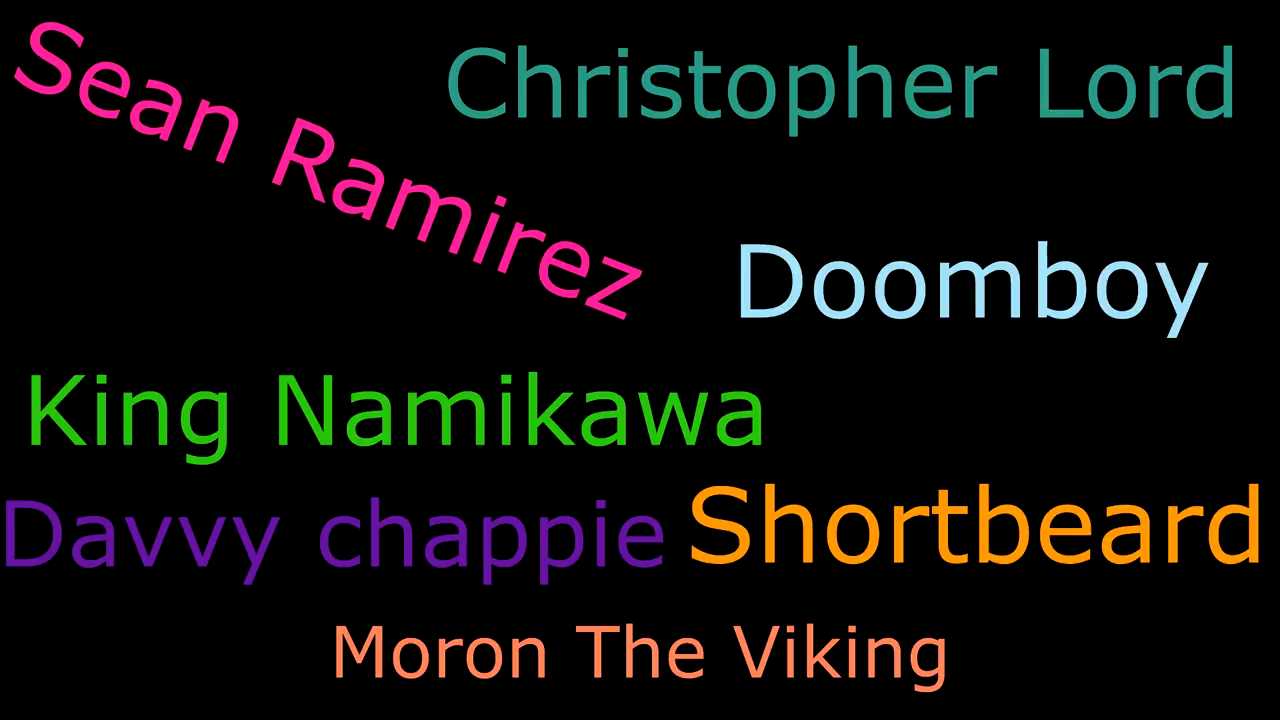 Sean Ramirez
Christopher Lord
Doomboy
King Namikawa
Davvy chappie
Shortbeard
Moron The Viking